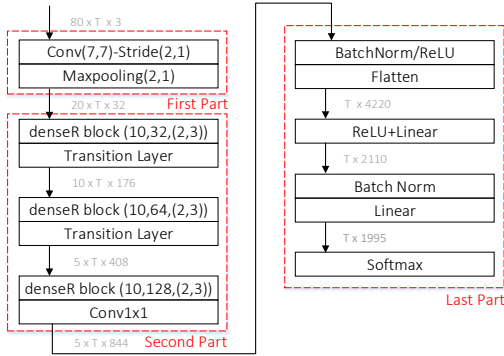 80 x T x 3
Conv(7,7)-Stride(2,1)
Maxpooling(2,1)
First Part
20 x T x 32
denseR block (10,32,(2,3))
Transition Layer
10 x T x 176
denseR block (10,64,(2,3))
Transition Layer
5 x T x 408
denseR block (10,128,(2,3))
Conv1x1
Second Part
5 x T x 844
BatchNorm/ReLU
Flatten
T x 4220
ReLU+Linear
T x 2110
Batch Norm
Linear
T x 1995
Softmax
Last Part